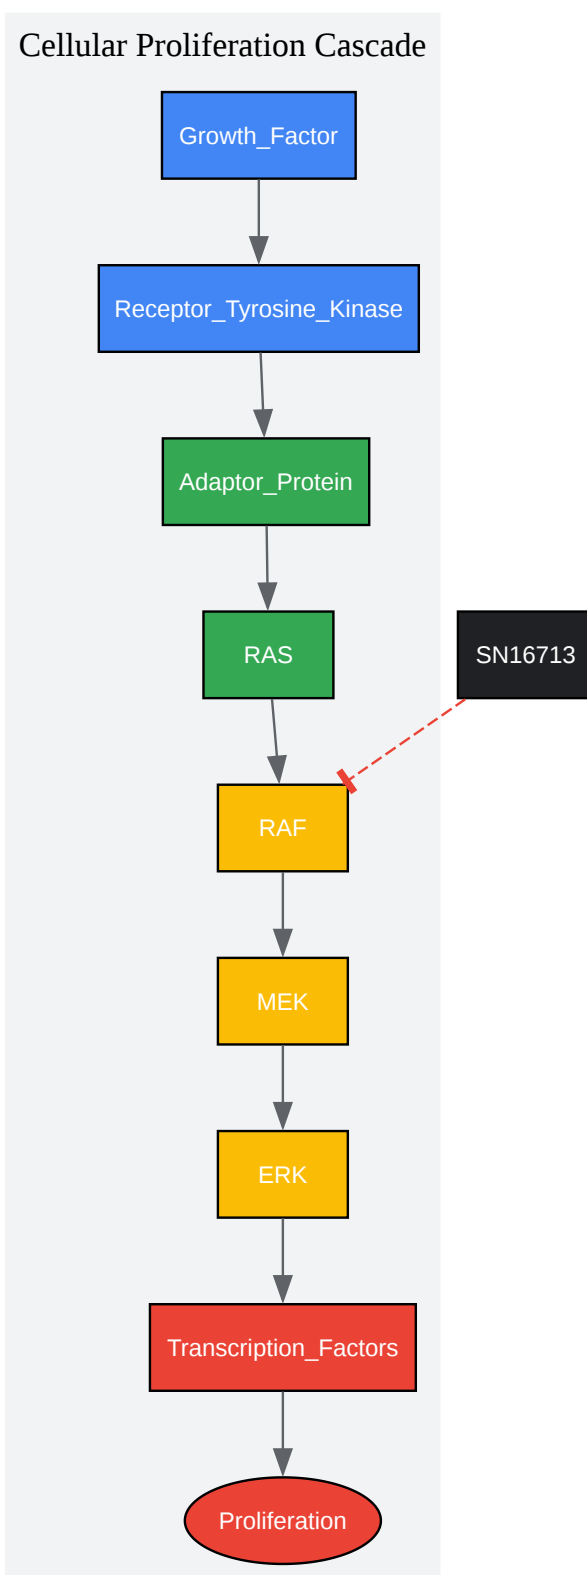 Cellular Proliferation Cascade
Growth_Factor
Receptor_Tyrosine_Kinase
Adaptor_Protein
RAS
SN16713
RAF
MEK
ERK
Transcription_Factors
Proliferation